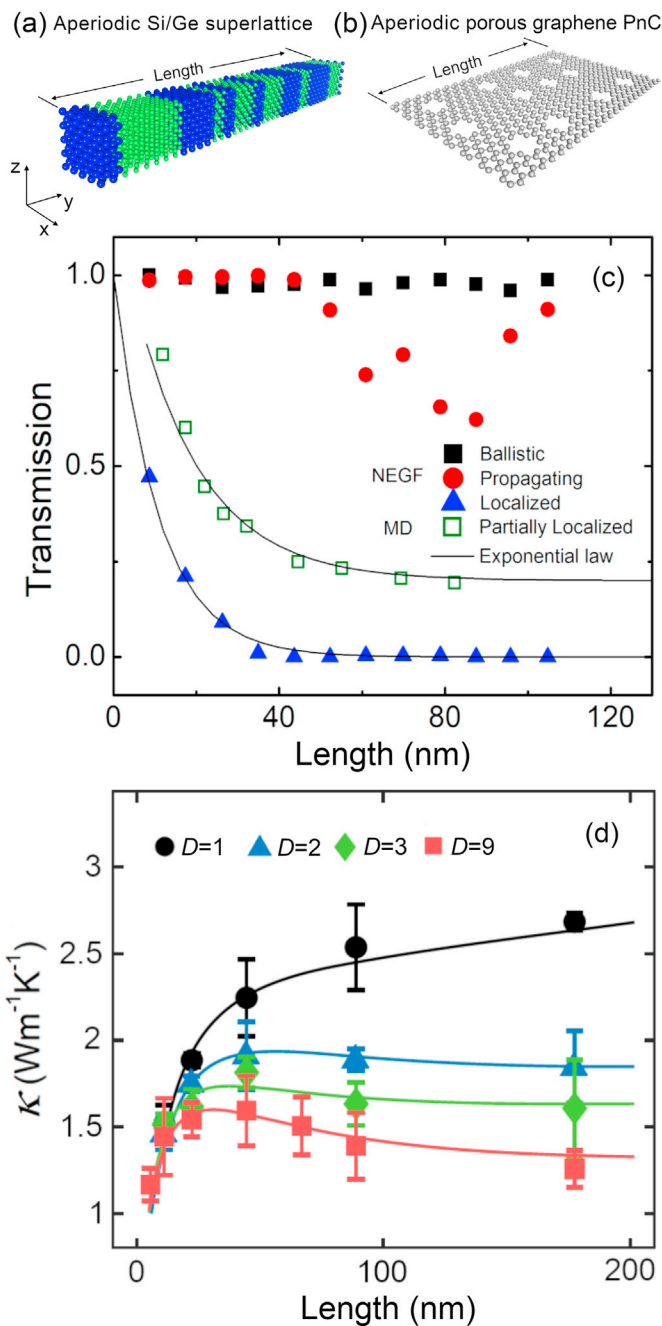 (a) Aperiodic Si/Ge superlattice
(b) Aperiodic porous graphene PnC
Length
Length
z
y
x
(c)
1.0
0.5
0.0
Transmission
NEGF
MD
Ballistic
Propagating
Localized
Partially Localized
Exponential law
0 40 80 120
Length (nm)
(d)
D=1 D=2 D=3 D=9
3
2.5
2
1.5
1
κ (Wm⁻¹K⁻¹)
0 100 200
Length (nm)